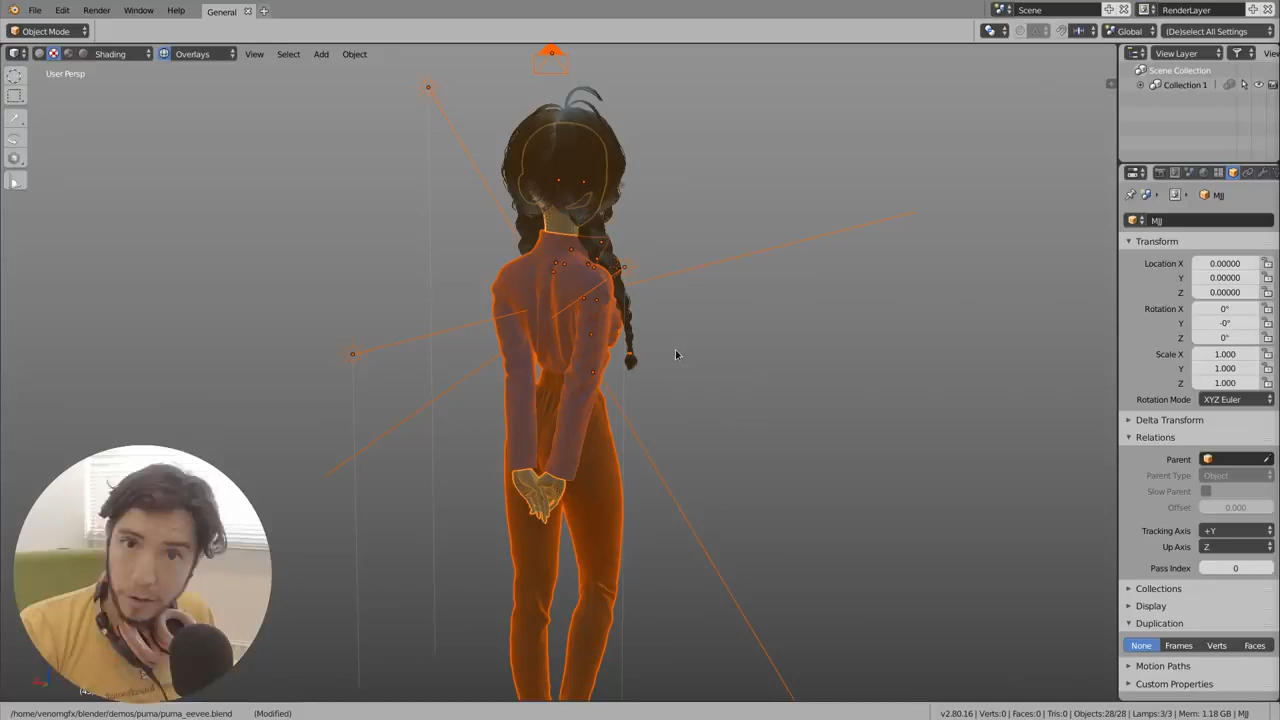 File Edit Render Window Help General Scene RenderLayer
Object Mode Global (De)select All Settings
Shading Overlays View Select Add Object View Layer
User Persp
Scene Collection
Collection 1
MJJ
MJJ
Transform
Location X 0.00000
Y 0.00000
Z 0.00000
Rotation X 0°
Y -0°
Z 0°
Scale X 1.000
Y 1.000
Z 1.000
Rotation Mode XYZ Euler
Delta Transform
Relations
Parent
Parent Type Object
Slow Parent
Offset 0.000
Tracking Axis +Y
Up Axis Z
Pass Index 0
Collections
Display
Duplication
None Frames Verts Faces
Motion Paths
Custom Properties
/home/venomgfx/blender/demos/puma/puma_eevee.blend (Modified) v2.80.16 | Verts:0 | Faces:0 | Tris:0 | Objects:28/28 | Lamps:3/3 | Mem: 1.18 GB | MJJ